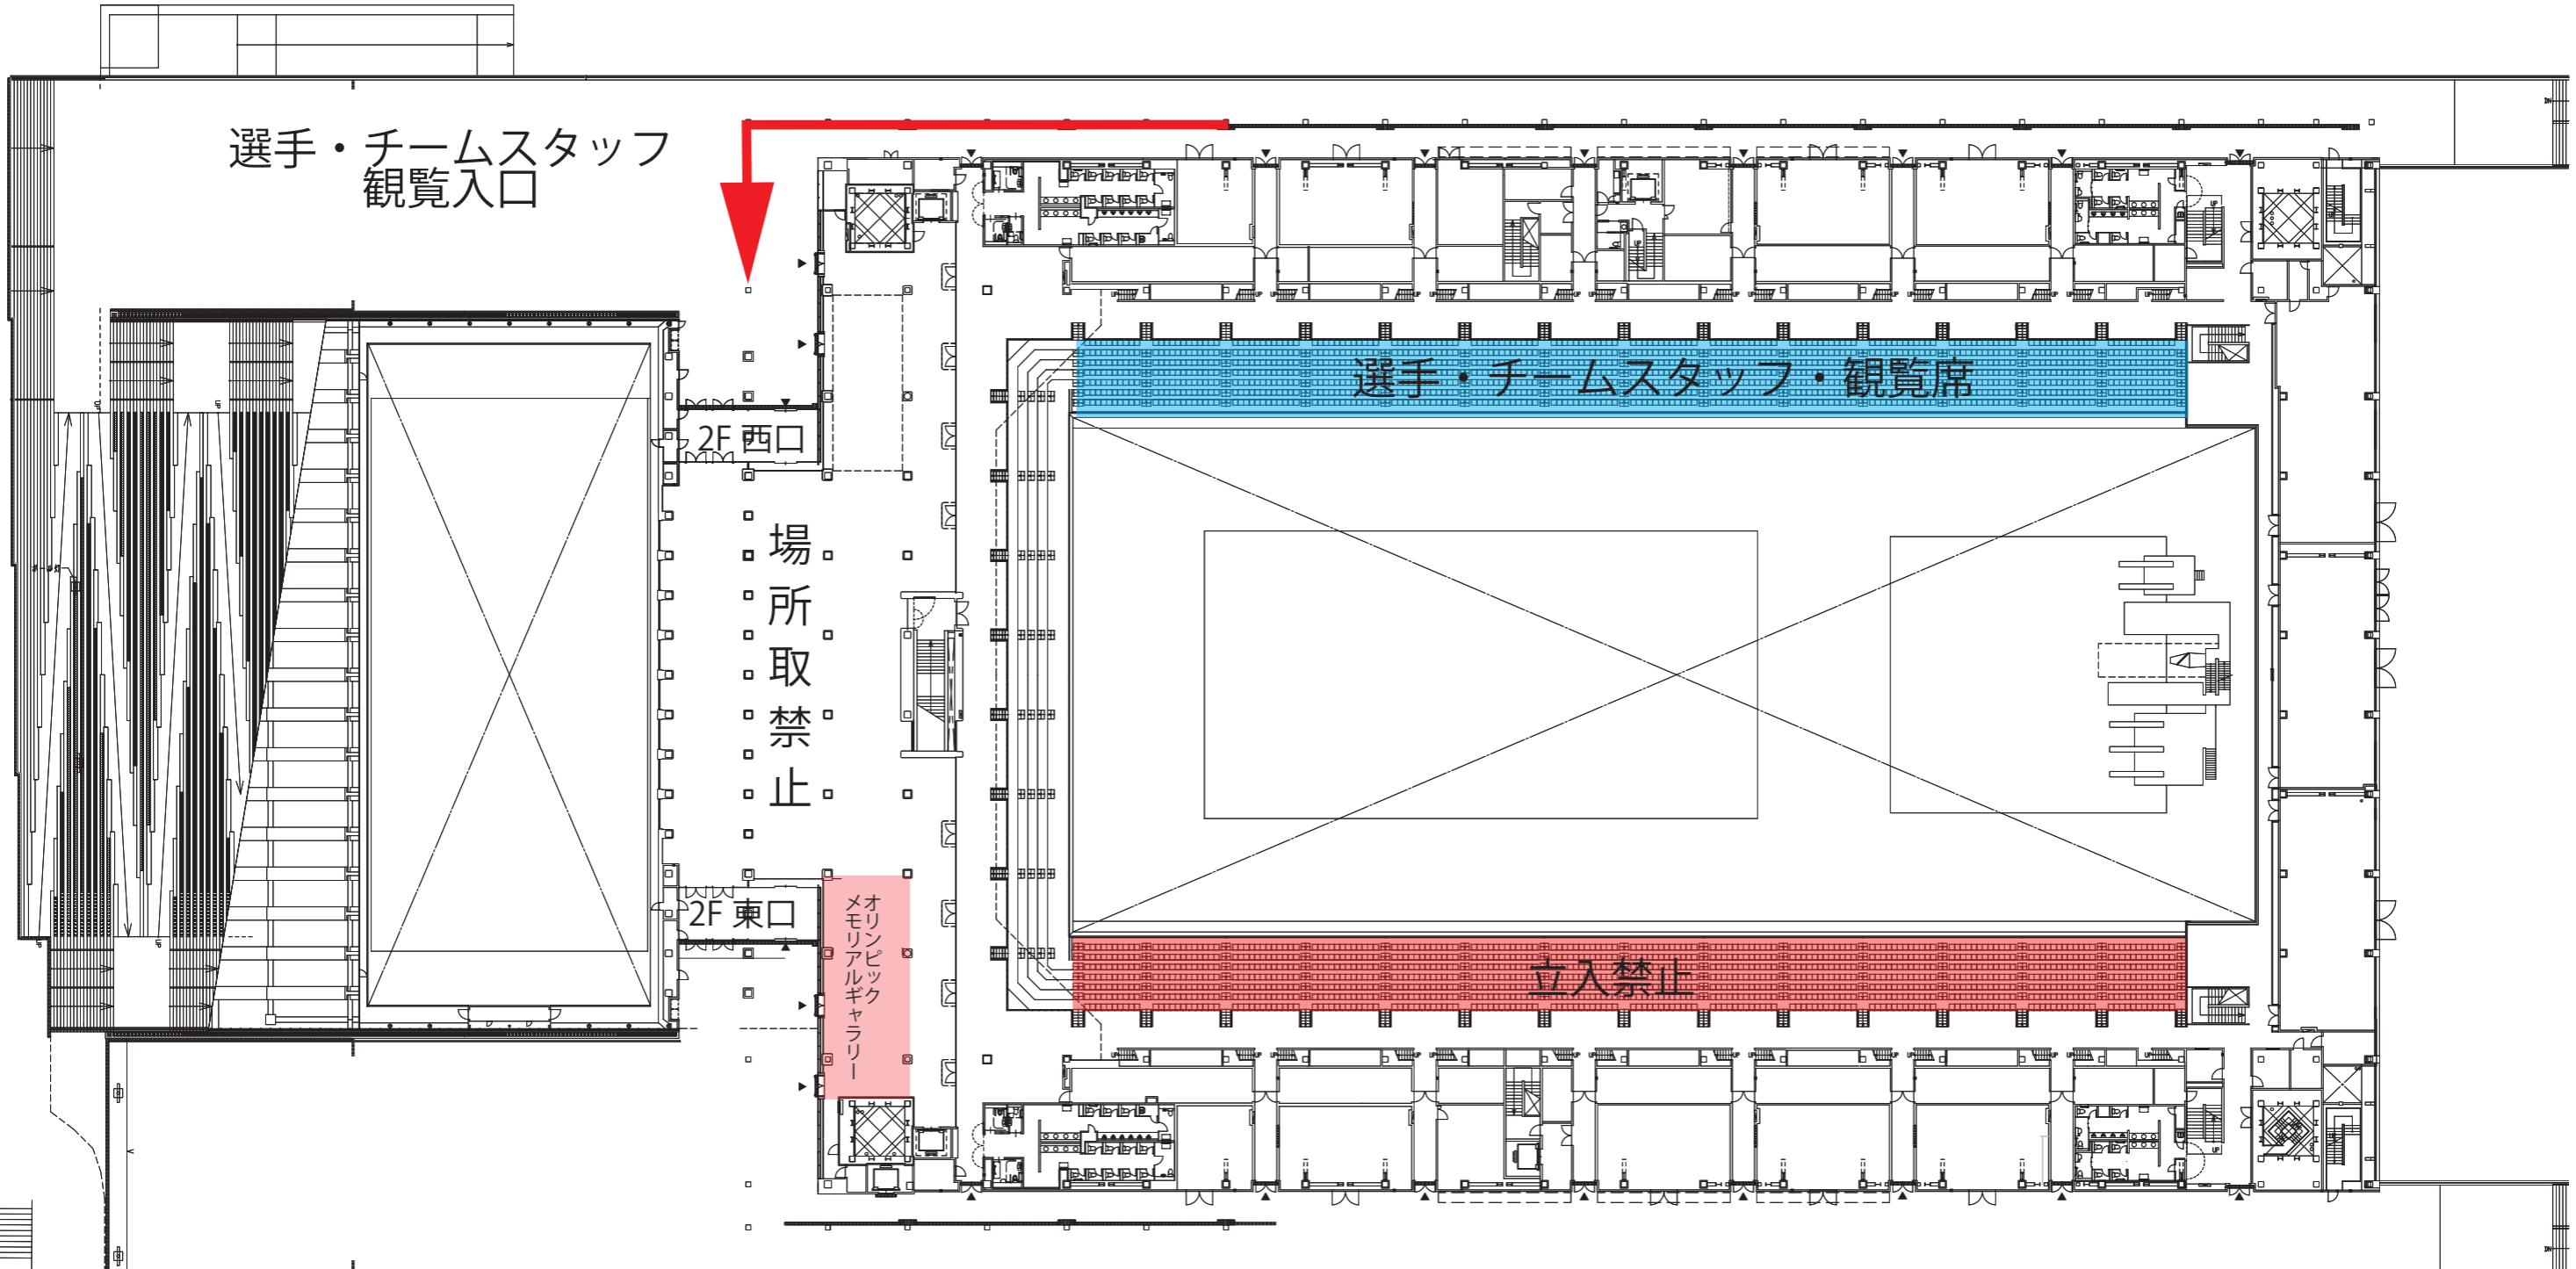 選手・チームスタッフ
観覧入口
選手・チームスタッフ・観覧席
2F 西口
場所取禁止
2F 東口
オリンピック
メモリアルギャラリー
立入禁止